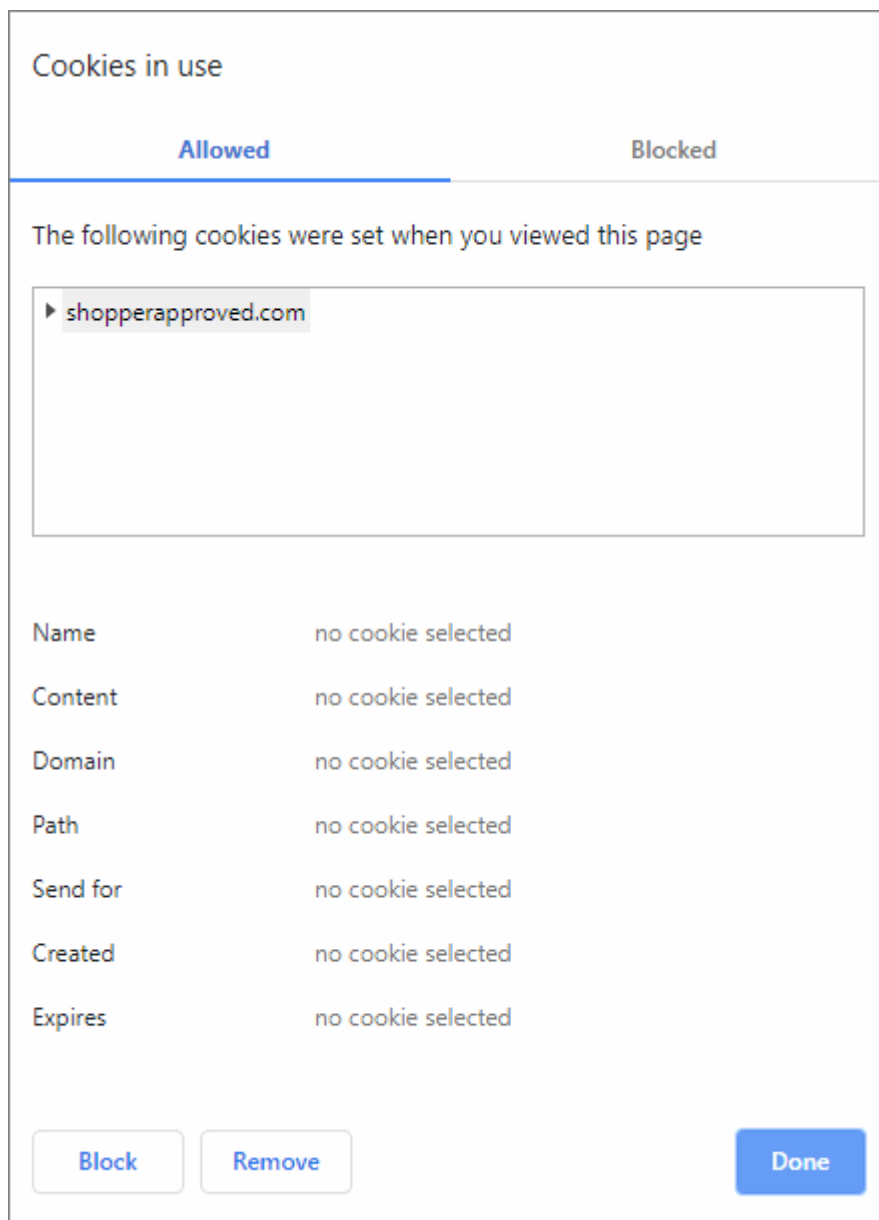 Cookies in use
Allowed Blocked
The following cookies were set when you viewed this page
shopperapproved.com
Name no cookie selected
Content no cookie selected
Domain no cookie selected
Path no cookie selected
Send for no cookie selected
Created no cookie selected
Expires no cookie selected
Block Remove Done